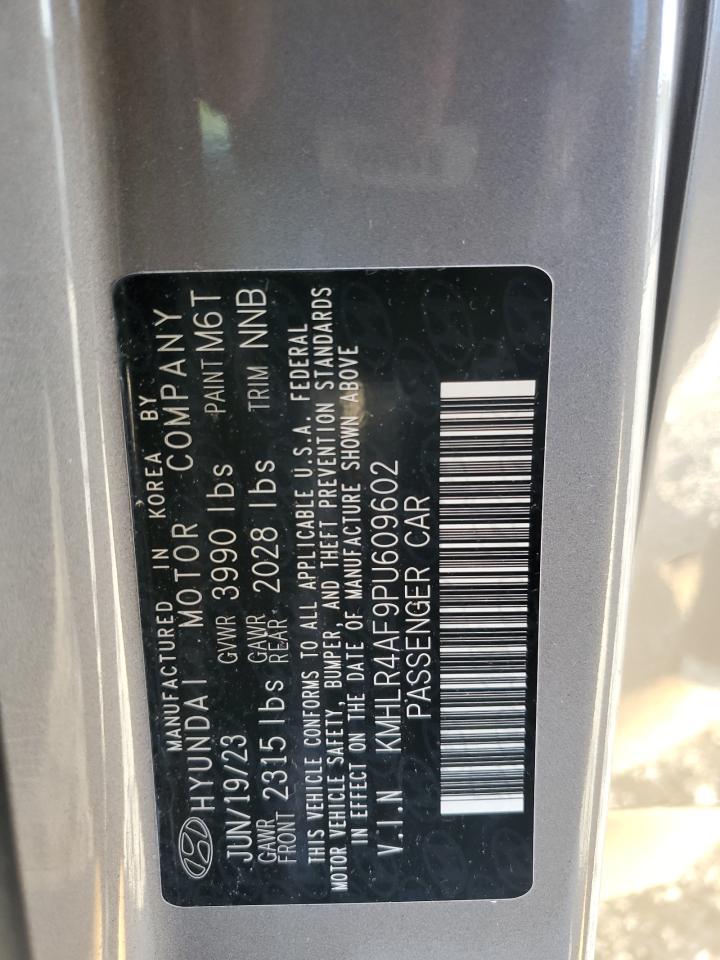 MANUFACTURED IN KOREA BY
HYUNDAI MOTOR COMPANY
JUN/19/23 GVWR 3990 lbs PAINT M6T
GAWR FRONT 2315 lbs GAWR REAR 2028 lbs TRIM NNB
THIS VEHICLE CONFORMS TO ALL APPLICABLE U.S.A. FEDERAL
MOTOR VEHICLE SAFETY, BUMPER, AND THEFT PREVENTION STANDARDS
IN EFFECT ON THE DATE OF MANUFACTURE SHOWN ABOVE
V.I.N KMHLR4AF9PU609602
PASSENGER CAR